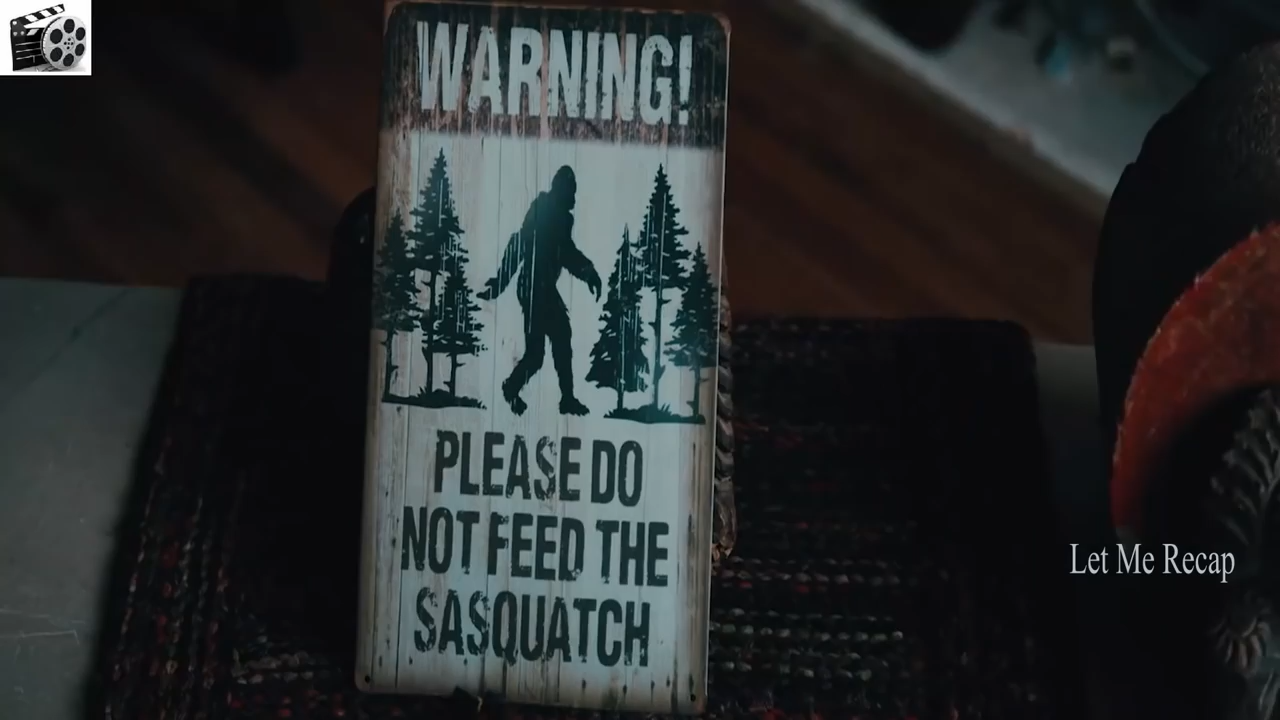 WARNING!
PLEASE DO
NOT FEED THE
SASQUATCH
Let Me Recap